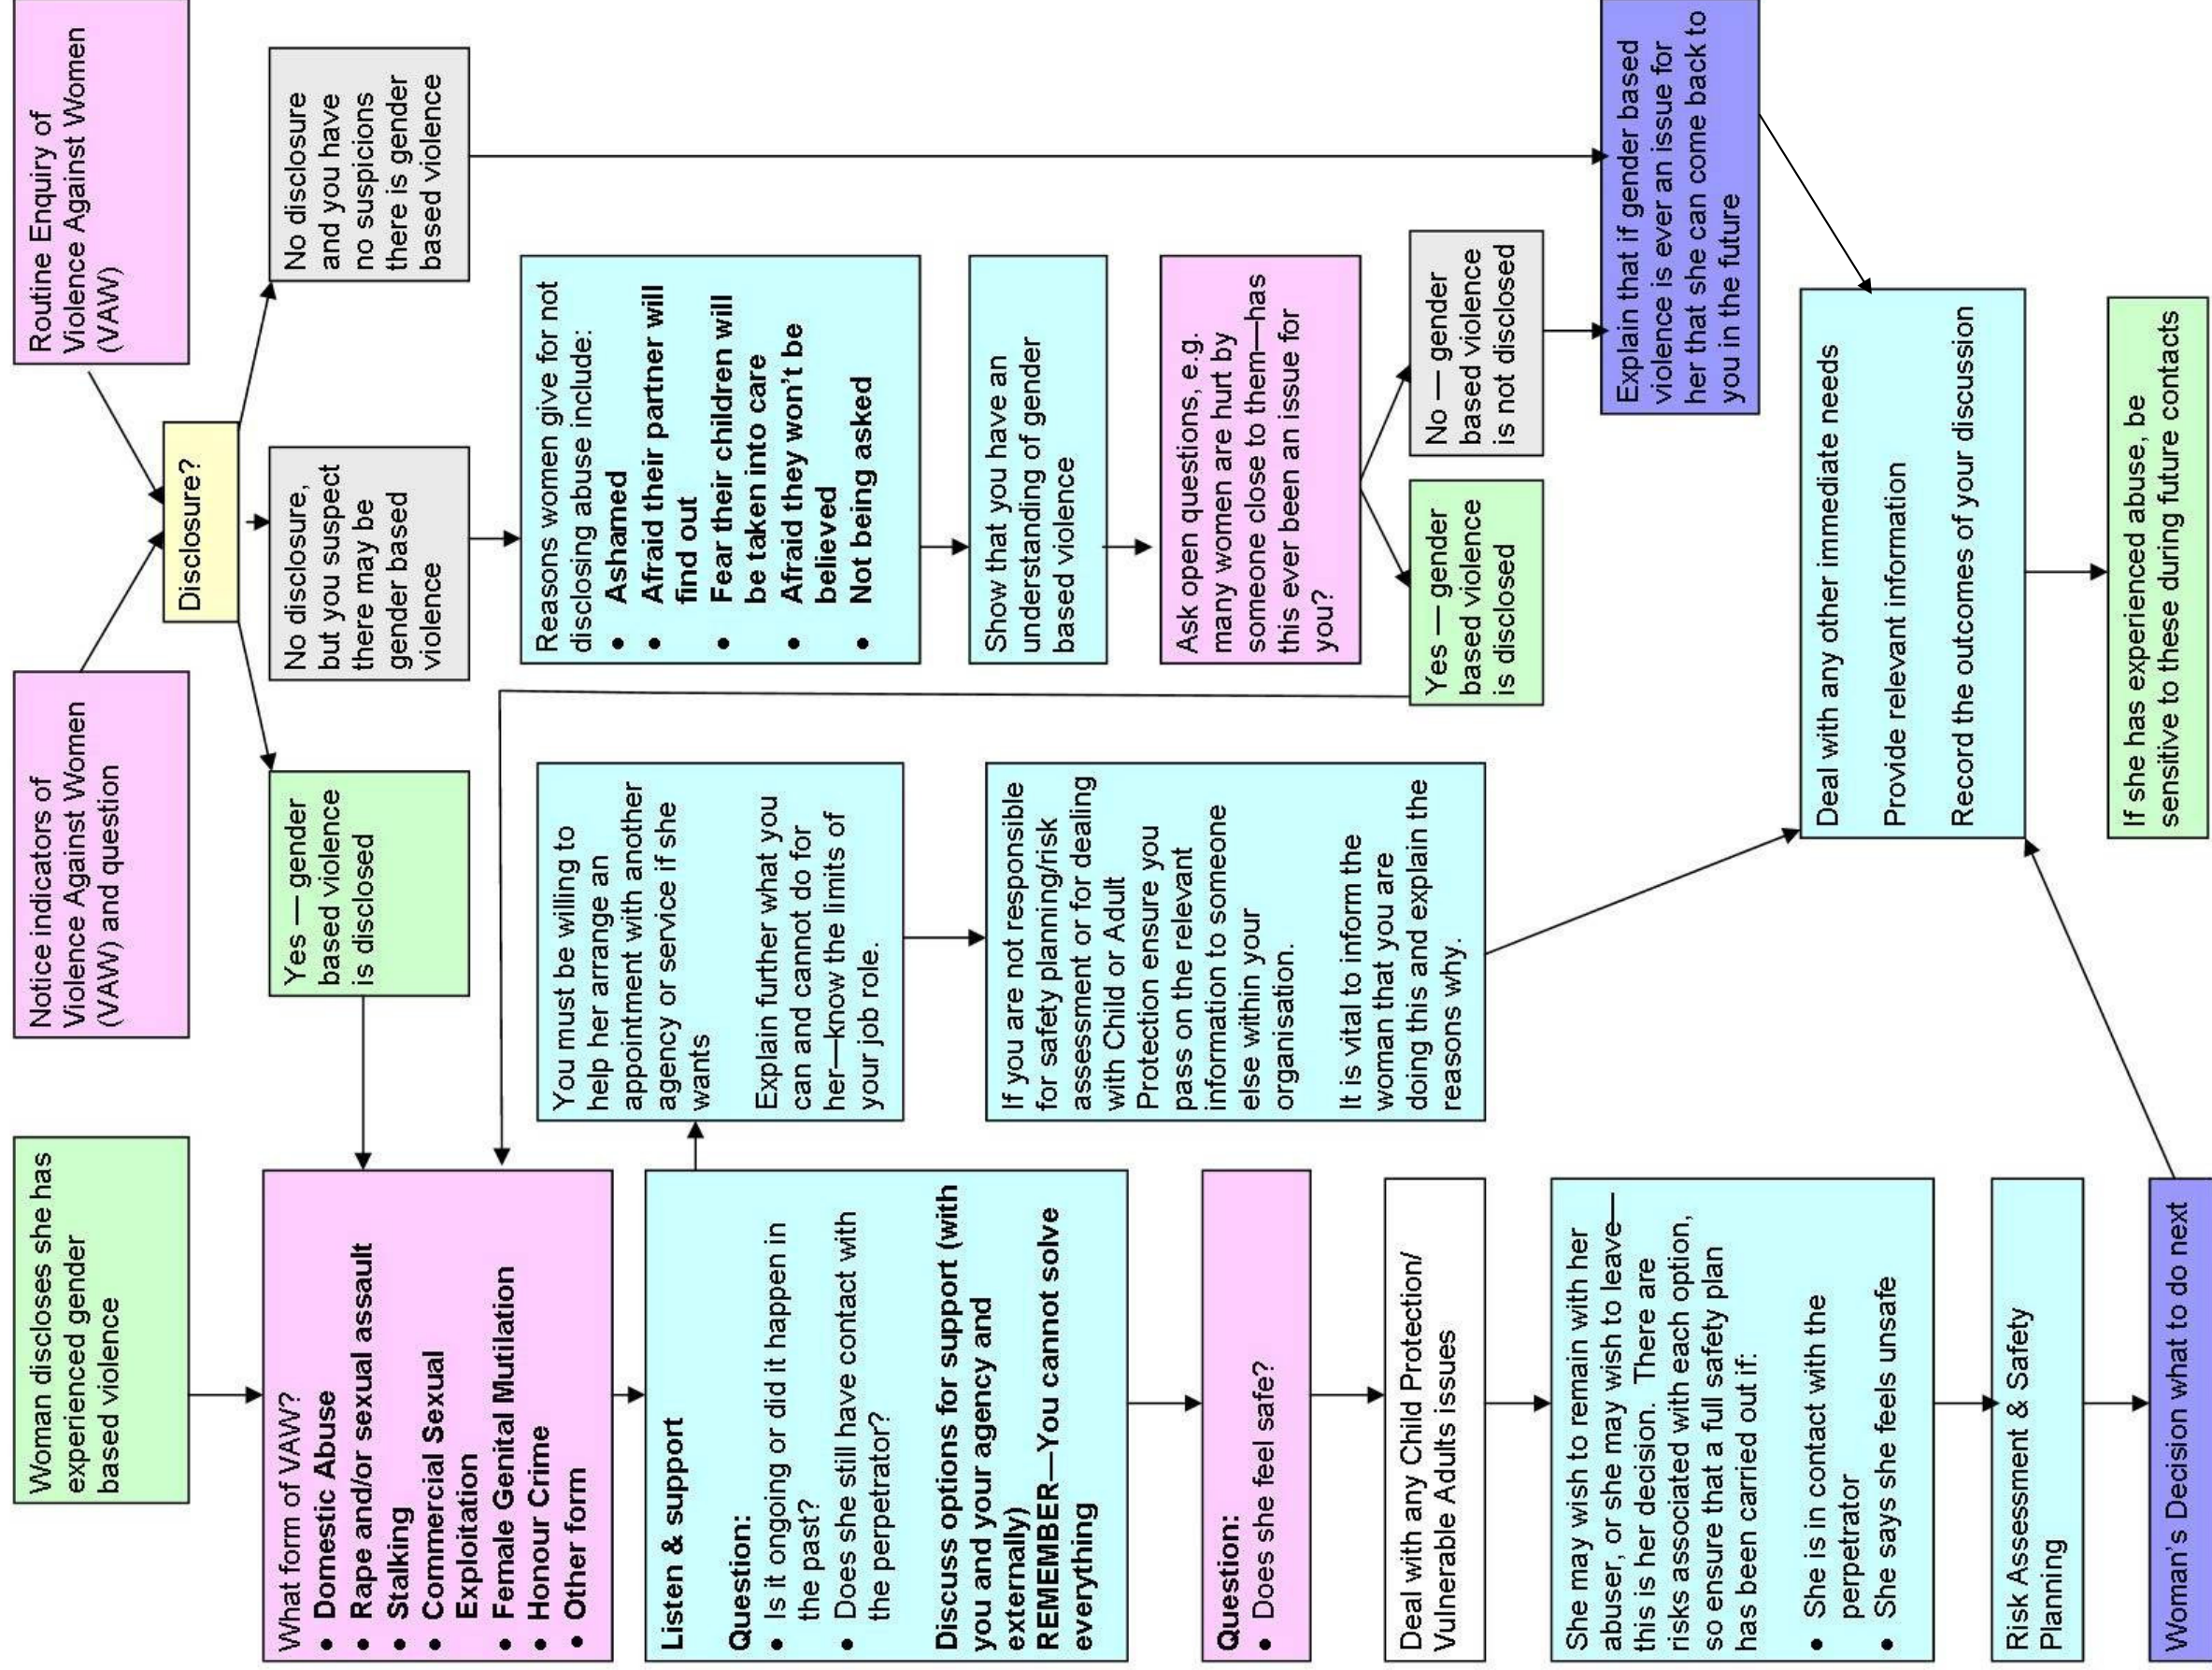 Woman discloses she has
experienced gender
based violence
Notice indicators of
Violence Against Women
(VAW) and question
Routine Enquiry of
Violence Against Women
(VAW)
Disclosure?
What form of VAW?
• Domestic Abuse
• Rape and/or sexual assault
• Stalking
• Commercial Sexual
Exploitation
• Female Genital Mutilation
• Honour Crime
• Other form
Yes — gender
based violence
is disclosed
No disclosure,
but you suspect
there may be
gender based
violence
No disclosure
and you have
no suspicions
there is gender
based violence
Listen & support
Question:
• Is it ongoing or did it happen in
the past?
• Does she still have contact with
the perpetrator?
Discuss options for support (with
you and your agency and
externally)
REMEMBER—You cannot solve
everything
You must be willing to
help her arrange an
appointment with another
agency or service if she
wants
Explain further what you
can and cannot do for
her—know the limits of
your job role.
Reasons women give for not
disclosing abuse include:
• Ashamed
• Afraid their partner will
find out
• Fear their children will
be taken into care
• Afraid they won't be
believed
• Not being asked
Show that you have an
understanding of gender
based violence
If you are not responsible
for safety planning/risk
assessment or for dealing
with Child or Adult
Protection ensure you
pass on the relevant
information to someone
else within your
organisation.
It is vital to inform the
woman that you are
doing this and explain the
reasons why.
Ask open questions, e.g.
many women are hurt by
someone close to them—has
this ever been an issue for
you?
Question:
• Does she feel safe?
Deal with any Child Protection/
Vulnerable Adults issues
Yes — gender
based violence
is disclosed
No — gender
based violence
is not disclosed
She may wish to remain with her
abuser, or she may wish to leave—
this is her decision. There are
risks associated with each option,
so ensure that a full safety plan
has been carried out if:
• She is in contact with the
perpetrator
• She says she feels unsafe
Explain that if gender based
violence is ever an issue for
her that she can come back to
you in the future
Deal with any other immediate needs
Provide relevant information
Record the outcomes of your discussion
Risk Assessment & Safety
Planning
Woman's Decision what to do next
If she has experienced abuse, be
sensitive to these during future contacts